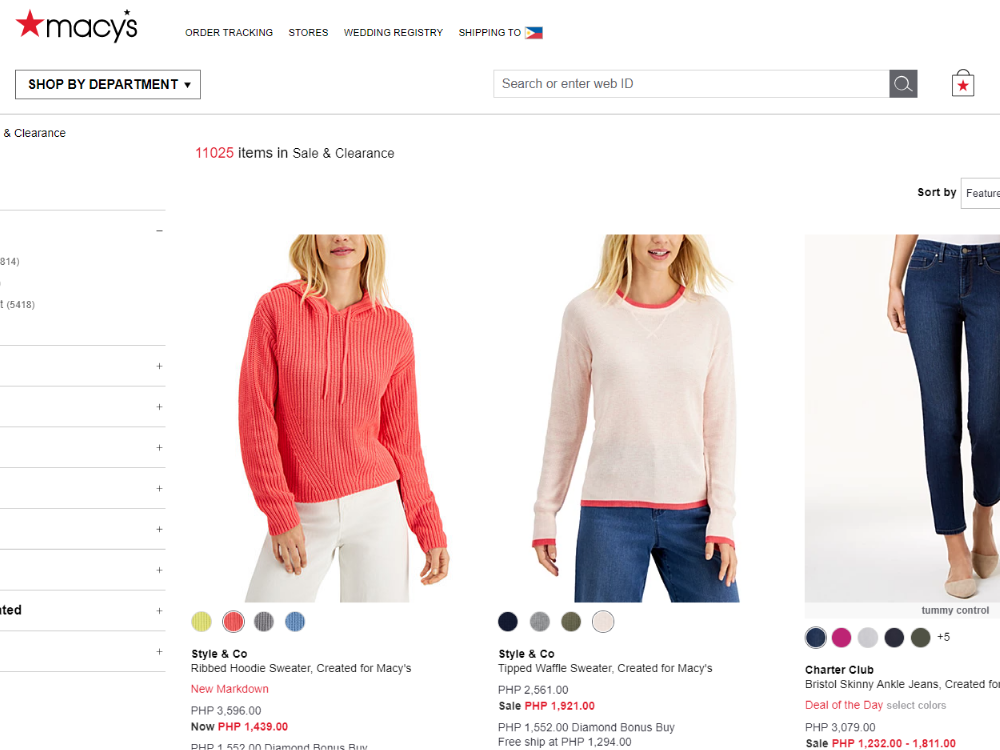 macy's
ORDER TRACKING STORES WEDDING REGISTRY SHIPPING TO
SHOP BY DEPARTMENT ▼
Search or enter web ID
& Clearance
11025 items in Sale & Clearance
Sort by Feature
−
814)
)
t (5418)
+
+
+
+
+
+
ated +
+
tummy control
+5
Style & Co
Ribbed Hoodie Sweater, Created for Macy's
New Markdown
PHP 3,596.00
Now PHP 1,439.00
PHP 1,552.00 Diamond Bonus Buy
Style & Co
Tipped Waffle Sweater, Created for Macy's
PHP 2,561.00
Sale PHP 1,921.00
PHP 1,552.00 Diamond Bonus Buy
Free ship at PHP 1,294.00
Charter Club
Bristol Skinny Ankle Jeans, Created for
Deal of the Day select colors
PHP 3,079.00
Sale PHP 1,232.00 - 1,811.00